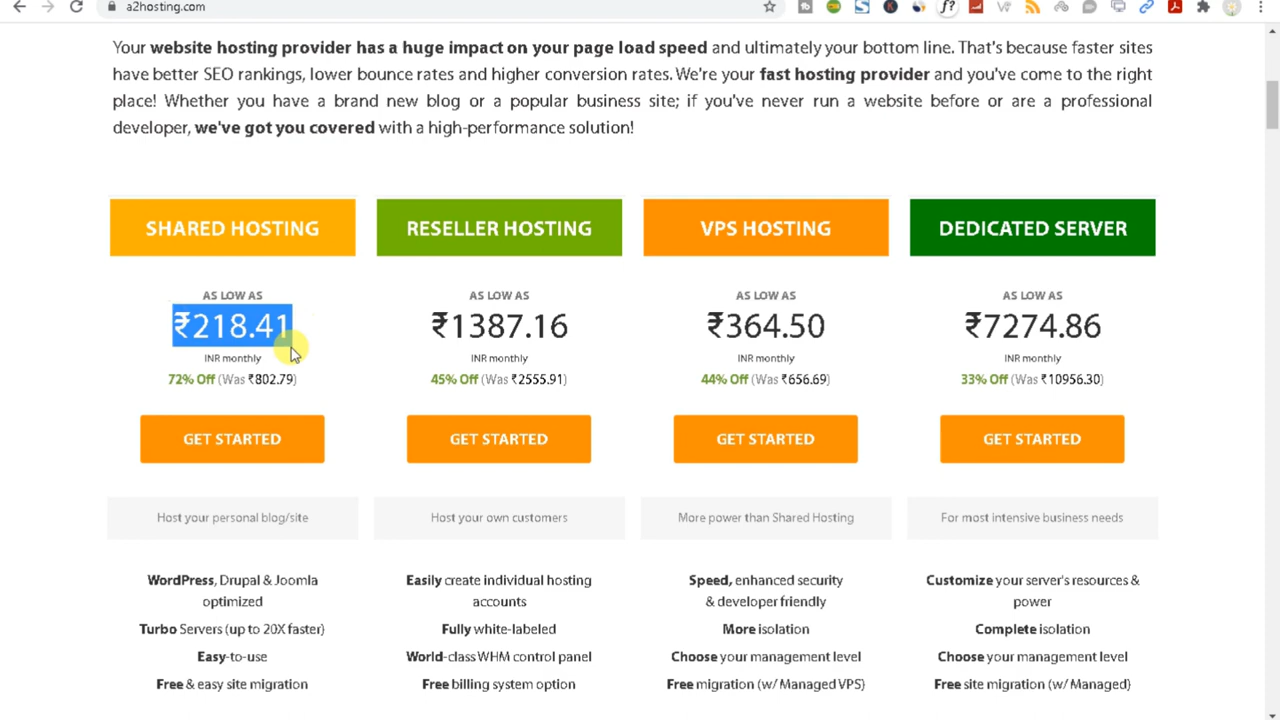 a2hosting.com
Your website hosting provider has a huge impact on your page load speed and ultimately your bottom line. That's because faster sites
have better SEO rankings, lower bounce rates and higher conversion rates. We're your fast hosting provider and you've come to the right
place! Whether you have a brand new blog or a popular business site; if you've never run a website before or are a professional
developer, we've got you covered with a high-performance solution!
SHARED HOSTING
AS LOW AS
₹218.41
INR monthly
72% Off (Was ₹802.79)
GET STARTED
Host your personal blog/site
WordPress, Drupal & Joomla
optimized
Turbo Servers (up to 20X faster)
Easy-to-use
Free & easy site migration
RESELLER HOSTING
AS LOW AS
₹1387.16
INR monthly
45% Off (Was ₹2555.91)
GET STARTED
Host your own customers
Easily create individual hosting
accounts
Fully white-labeled
World-class WHM control panel
Free billing system option
VPS HOSTING
AS LOW AS
₹364.50
INR monthly
44% Off (Was ₹656.69)
GET STARTED
More power than Shared Hosting
Speed, enhanced security
& developer friendly
More isolation
Choose your management level
Free migration (w/ Managed VPS)
DEDICATED SERVER
AS LOW AS
₹7274.86
INR monthly
33% Off (Was ₹10956.30)
GET STARTED
For most intensive business needs
Customize your server's resources &
power
Complete isolation
Choose your management level
Free site migration (w/ Managed)